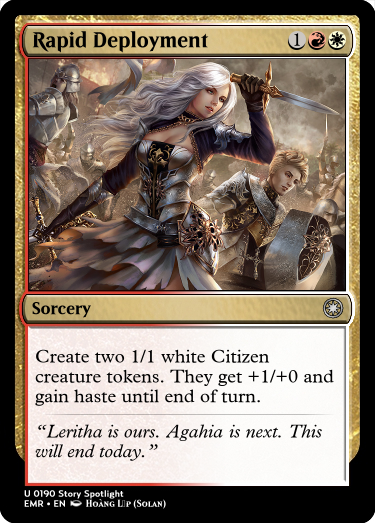 Rapid Deployment 1
Sorcery
Create two 1/1 white Citizen
creature tokens. They get +1/+0 and
gain haste until end of turn.
“Leritha is ours. Agahia is next. This
will end today.”
U 0190 Story Spotlight
EMR • EN Hoàng Lập (Solan)